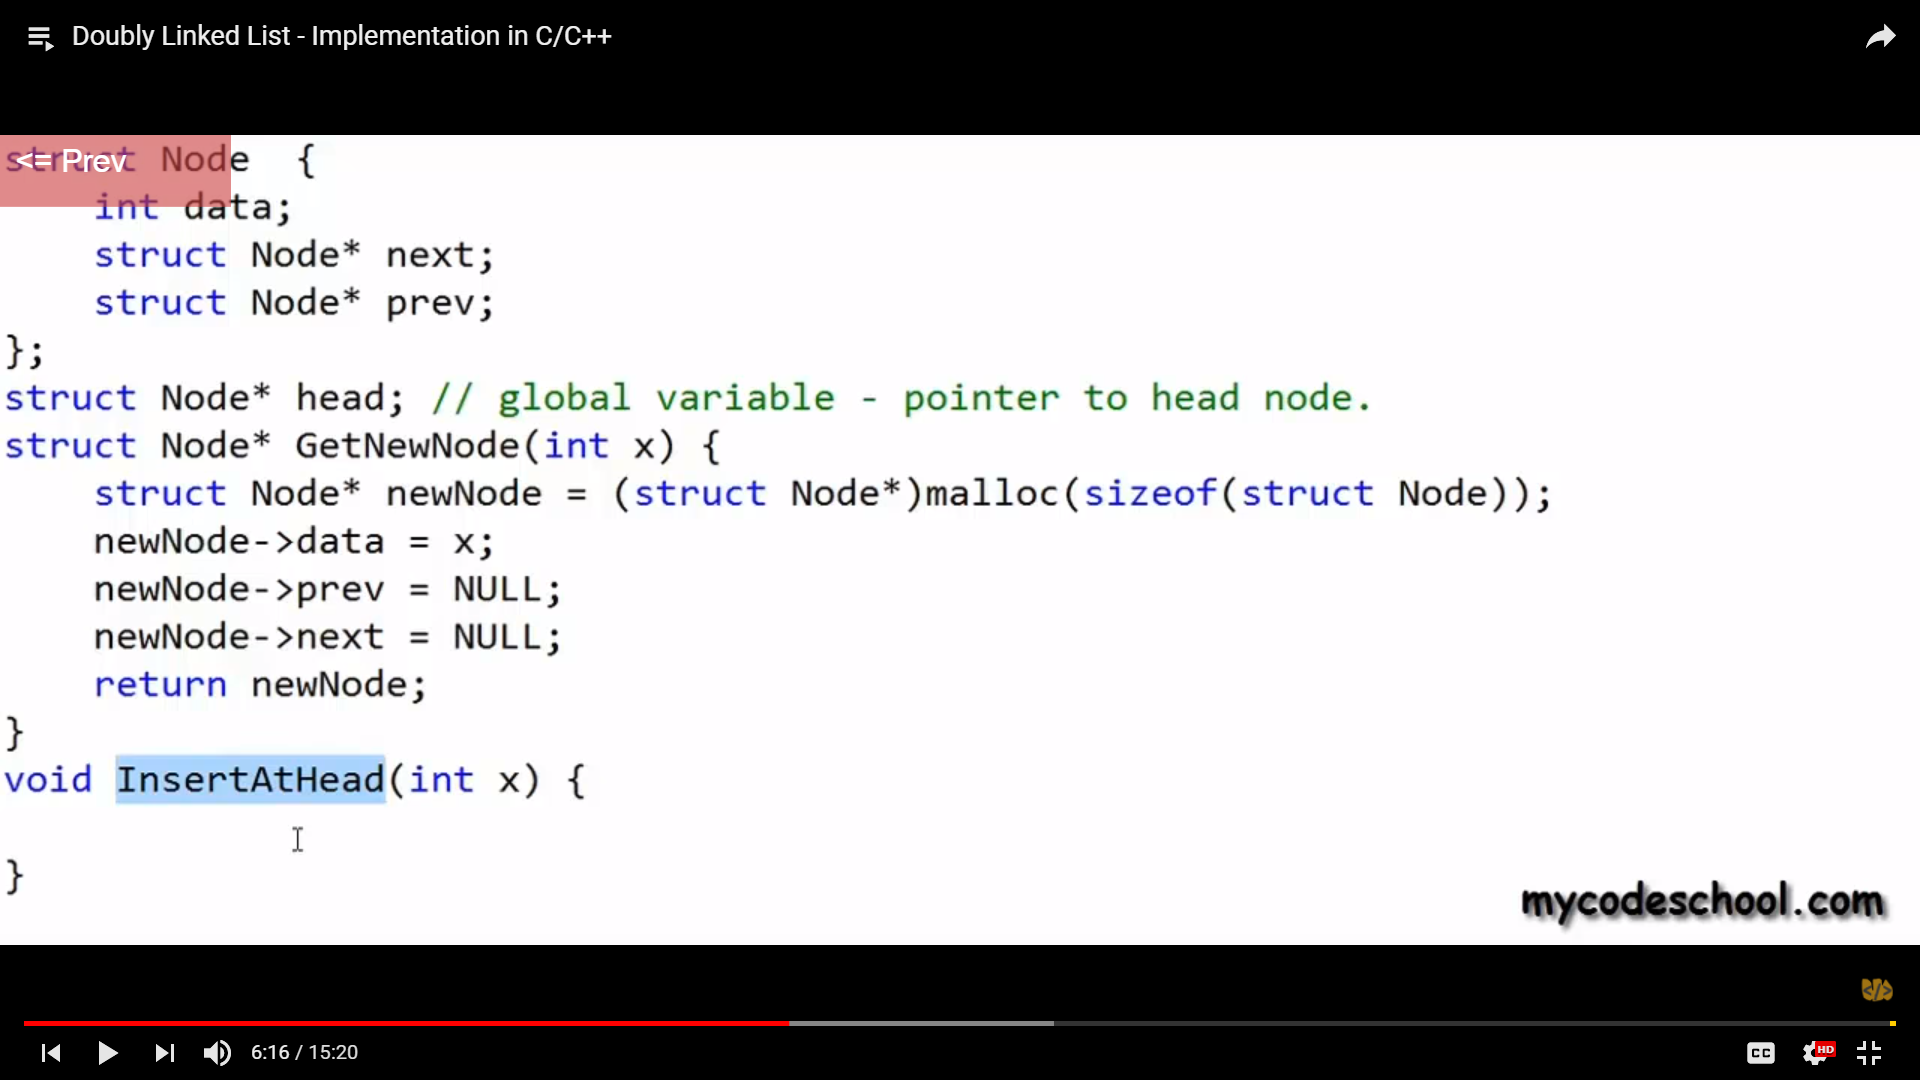 Doubly Linked List - Implementation in C/C++
<= Prev
struct Node {
int data;
struct Node* next;
struct Node* prev;
};
struct Node* head; // global variable - pointer to head node.
struct Node* GetNewNode(int x) {
struct Node* newNode = (struct Node*)malloc(sizeof(struct Node));
newNode->data = x;
newNode->prev = NULL;
newNode->next = NULL;
return newNode;
}
void InsertAtHead(int x) {
}
mycodeschool.com
</>
6:16 / 15:20
CC
HD